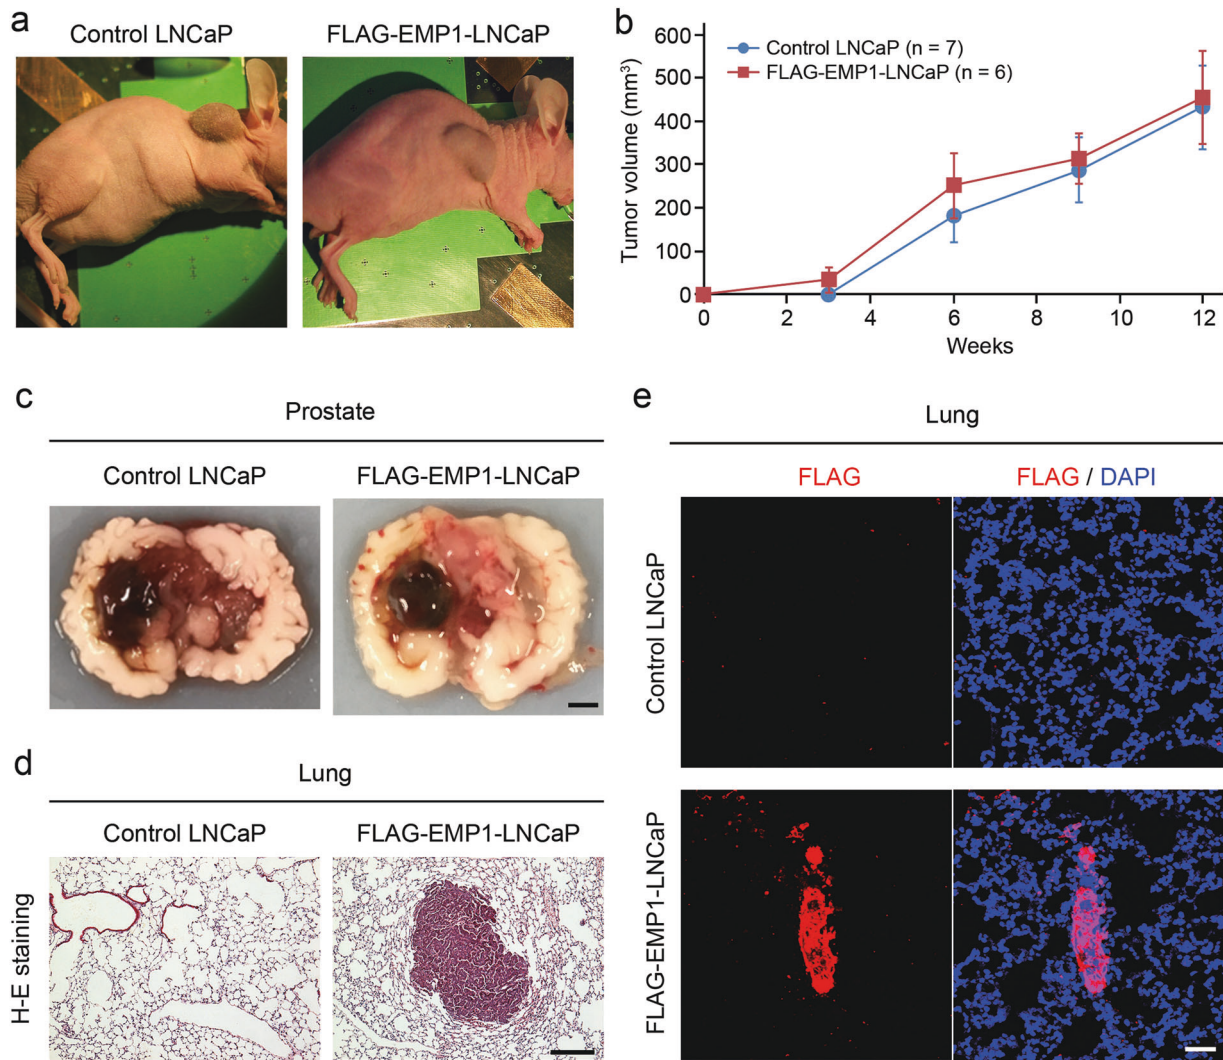 a
Control LNCaP
FLAG-EMP1-LNCaP
b
Tumor volume (mm³)
600
500
400
300
200
100
0
Control LNCaP (n = 7)
FLAG-EMP1-LNCaP (n = 6)
0 2 4 6 8 10 12
Weeks
c
Prostate
Control LNCaP
FLAG-EMP1-LNCaP
d
Lung
Control LNCaP
FLAG-EMP1-LNCaP
H-E staining
e
Lung
FLAG
FLAG / DAPI
Control LNCaP
FLAG-EMP1-LNCaP